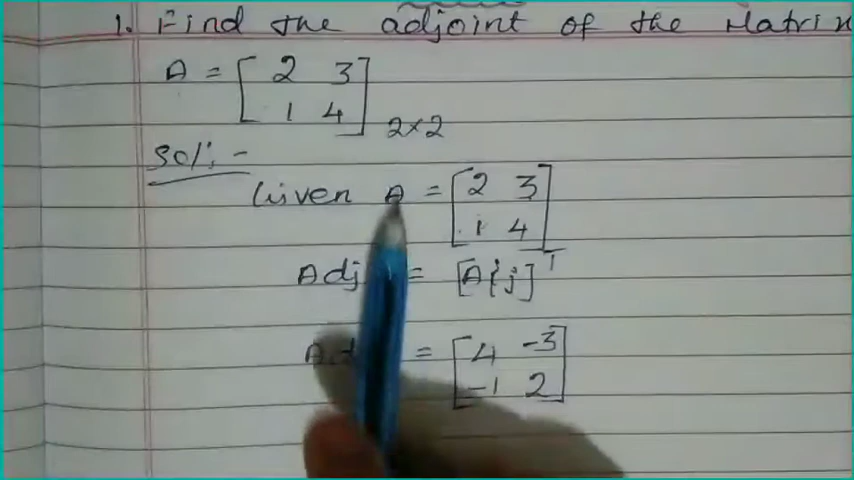 1. Find the adjoint of the Matrix
A = [ 2 3
1 4 ] 2×2
Sol: -
Given A = [ 2 3
1 4 ]
Adj = [Aij]ᵀ
Ad = [ 4 -3
-1 2 ]